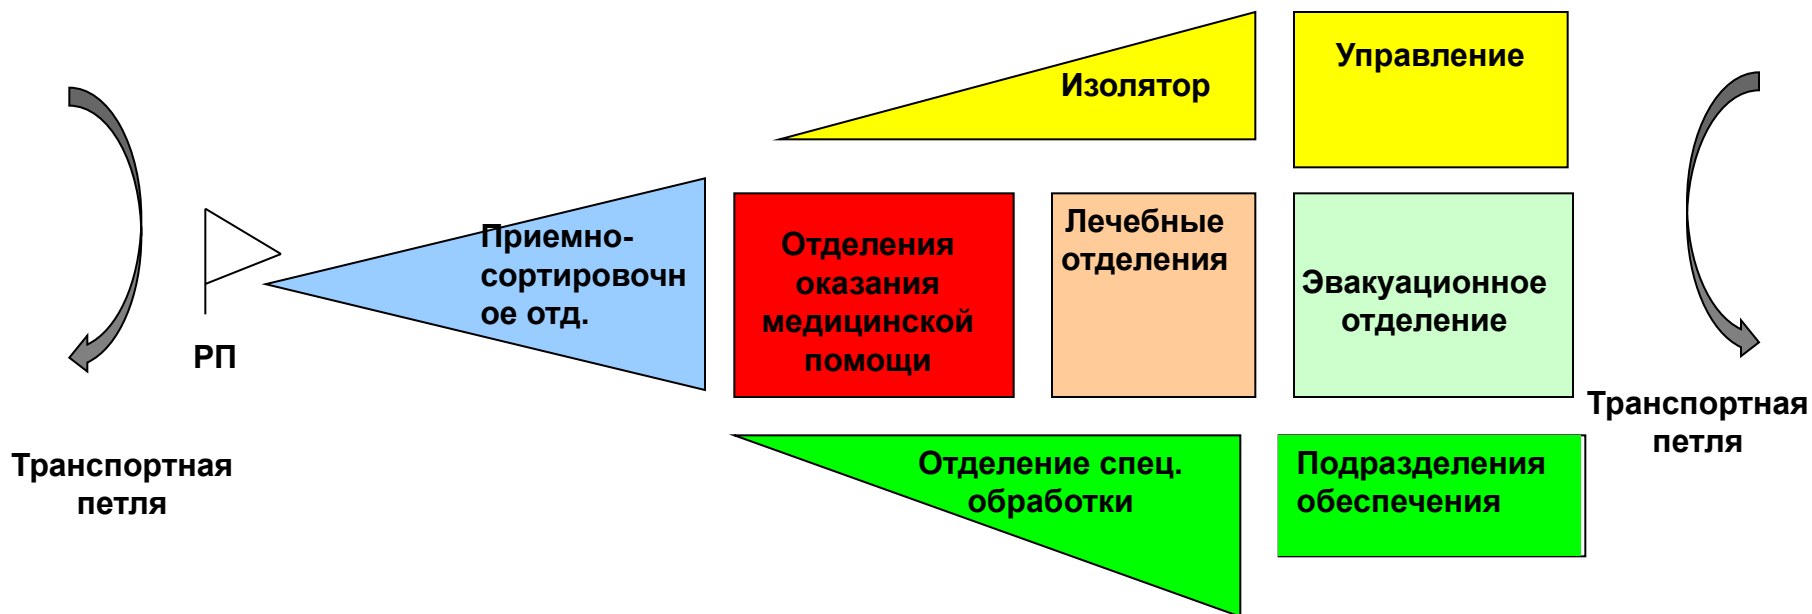 Изолятор
Управление
Приемно-
сортировочн
ое отд.
РП
Отделения
оказания
медицинской
помощи
Лечебные
отделения
Эвакуационное
отделение
Транспортная
петля
Транспортная
петля
Отделение спец.
обработки
Подразделения
обеспечения